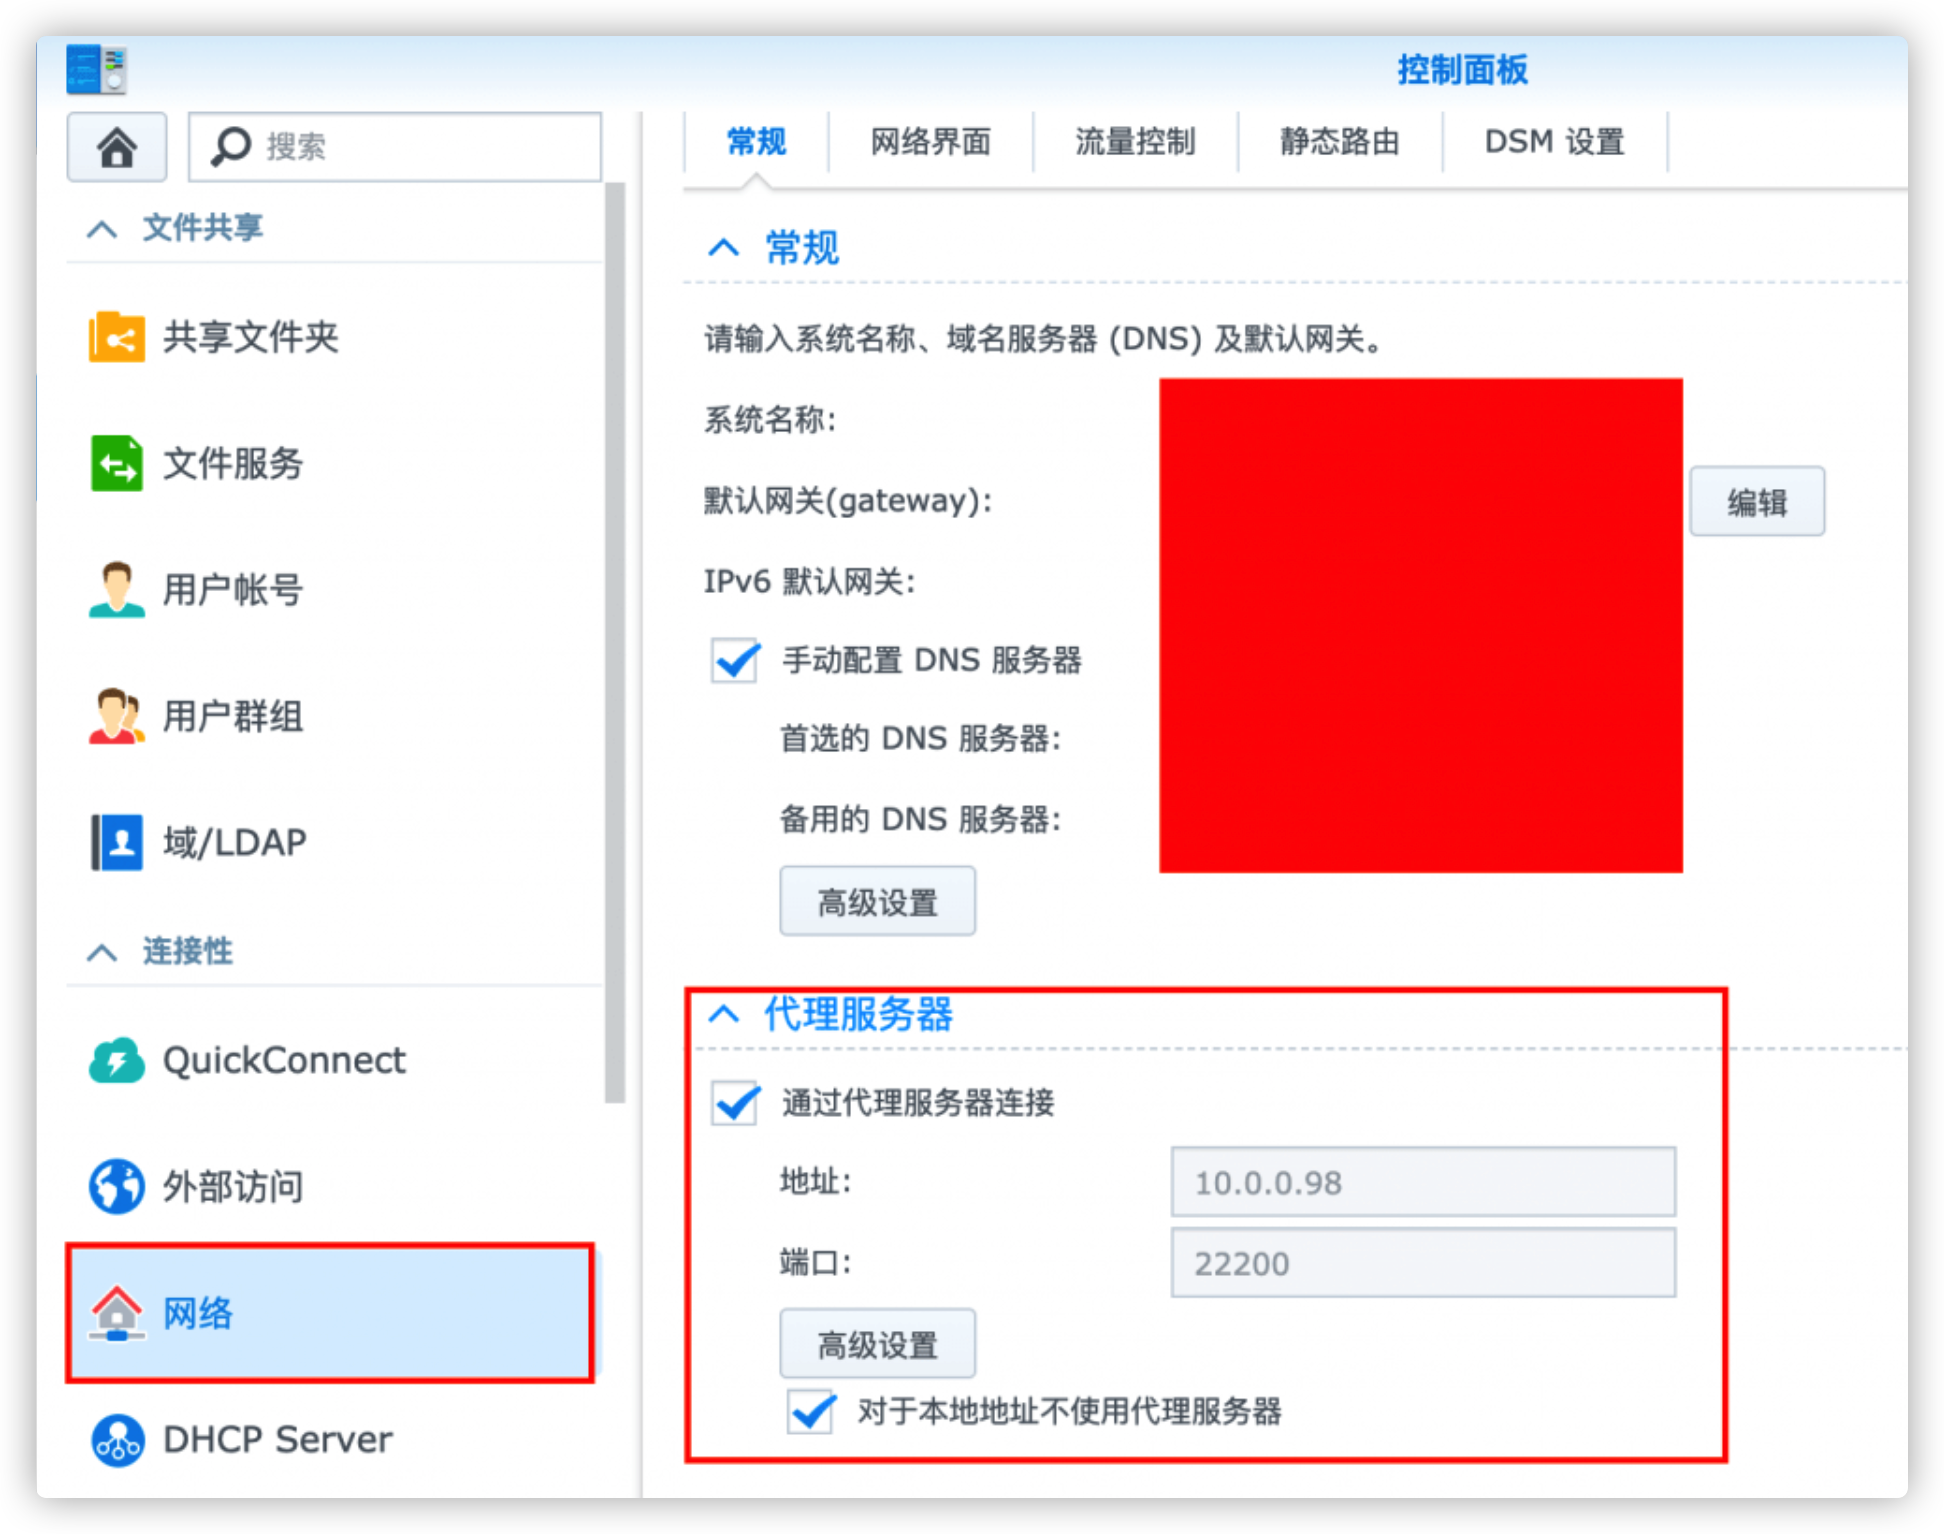 控制面板
搜索
文件共享
共享文件夹
文件服务
用户帐号
用户群组
域/LDAP
连接性
QuickConnect
外部访问
网络
DHCP Server
常规
网络界面
流量控制
静态路由
DSM 设置
常规
请输入系统名称、域名服务器 (DNS) 及默认网关。
系统名称:
默认网关(gateway):
编辑
IPv6 默认网关:
手动配置 DNS 服务器
首选的 DNS 服务器:
备用的 DNS 服务器:
高级设置
代理服务器
通过代理服务器连接
地址: 10.0.0.98
端口: 22200
高级设置
对于本地地址不使用代理服务器